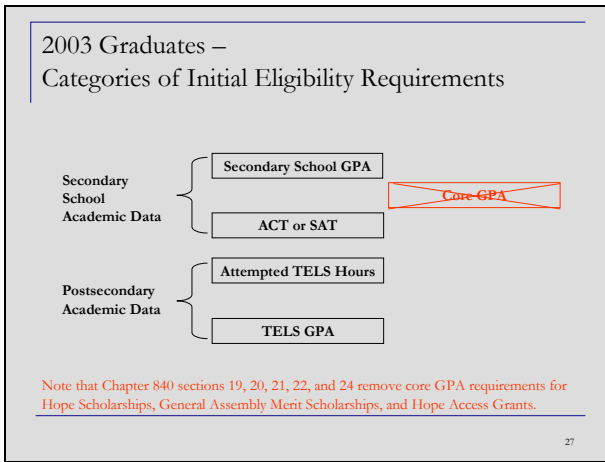 2003 Graduates –
Categories of Initial Eligibility Requirements
Secondary
School
Academic Data
Secondary School GPA
Core GPA
ACT or SAT
Postsecondary
Academic Data
Attempted TELS Hours
TELS GPA
Note that Chapter 840 sections 19, 20, 21, 22, and 24 remove core GPA requirements for
Hope Scholarships, General Assembly Merit Scholarships, and Hope Access Grants.
27